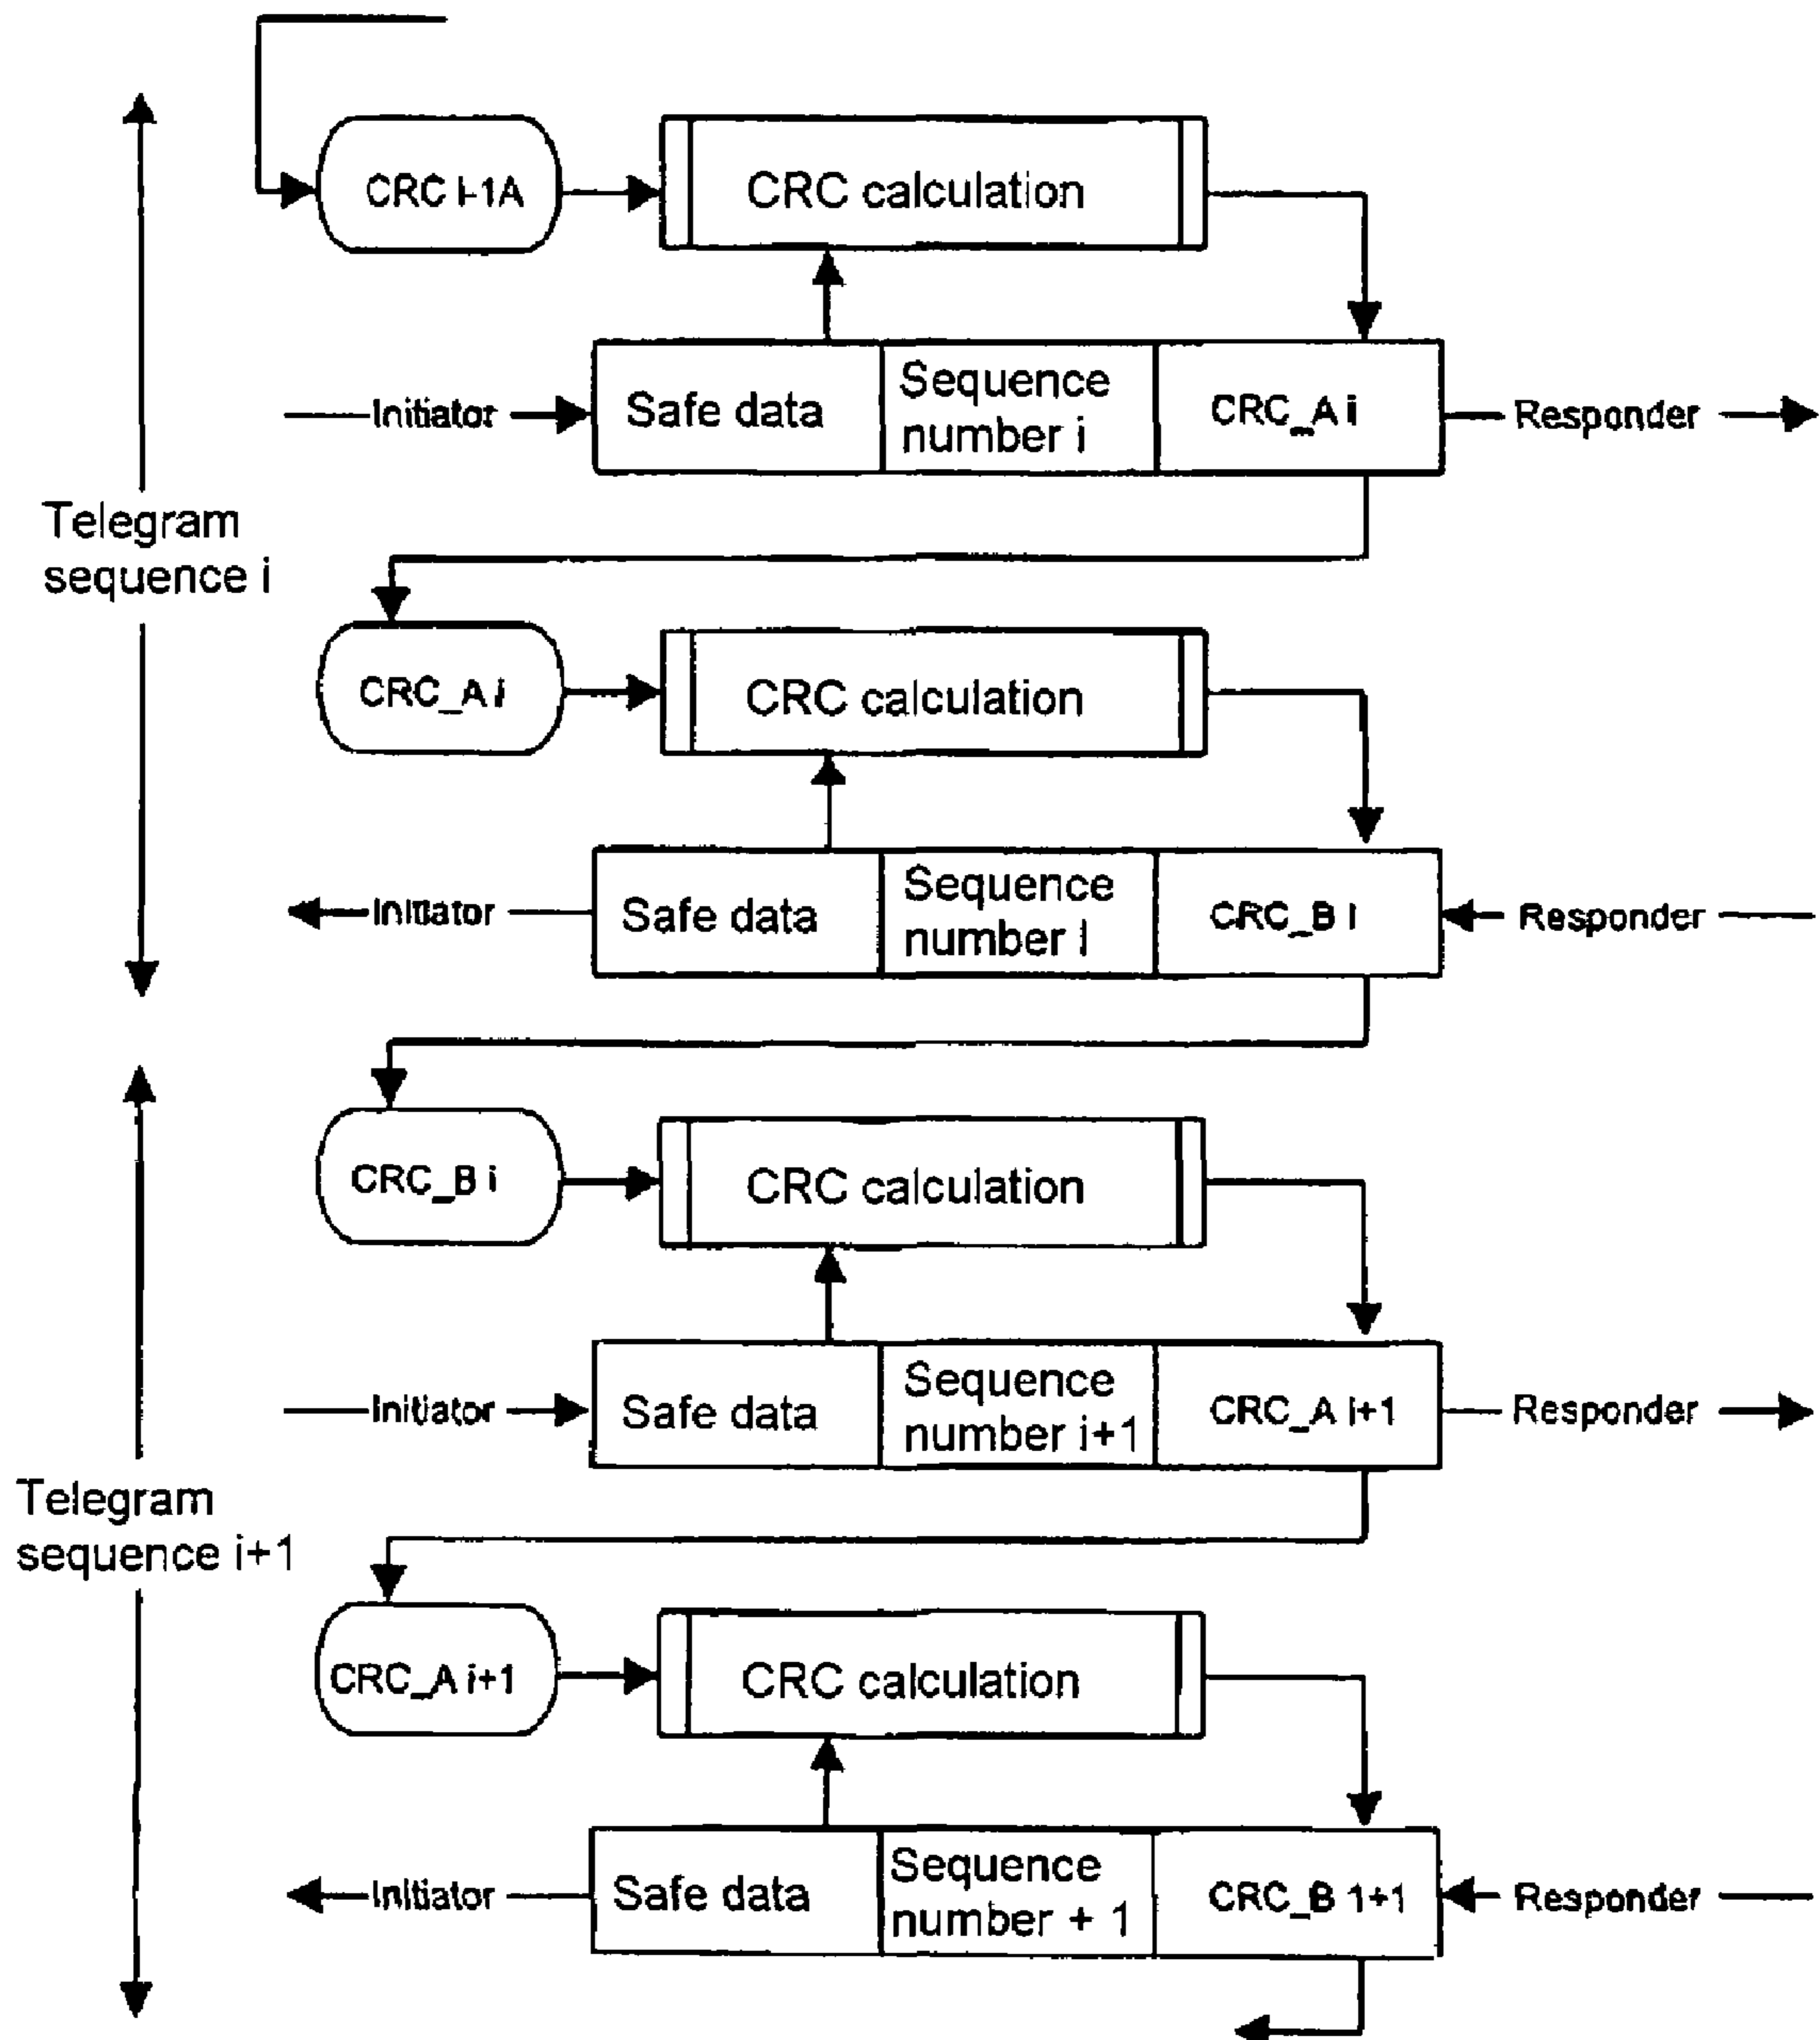 CRC i-1A
CRC calculation
Initiator
Safe data
Sequence
number i
CRC_A i
Responder
Telegram
sequence i
CRC_A i
CRC calculation
Initiator
Safe data
Sequence
number i
CRC_B i
Responder
CRC_B i
CRC calculation
Initiator
Safe data
Sequence
number i+1
CRC_A i+1
Responder
Telegram
sequence i+1
CRC_A i+1
CRC calculation
Initiator
Safe data
Sequence
number + 1
CRC_B 1+1
Responder